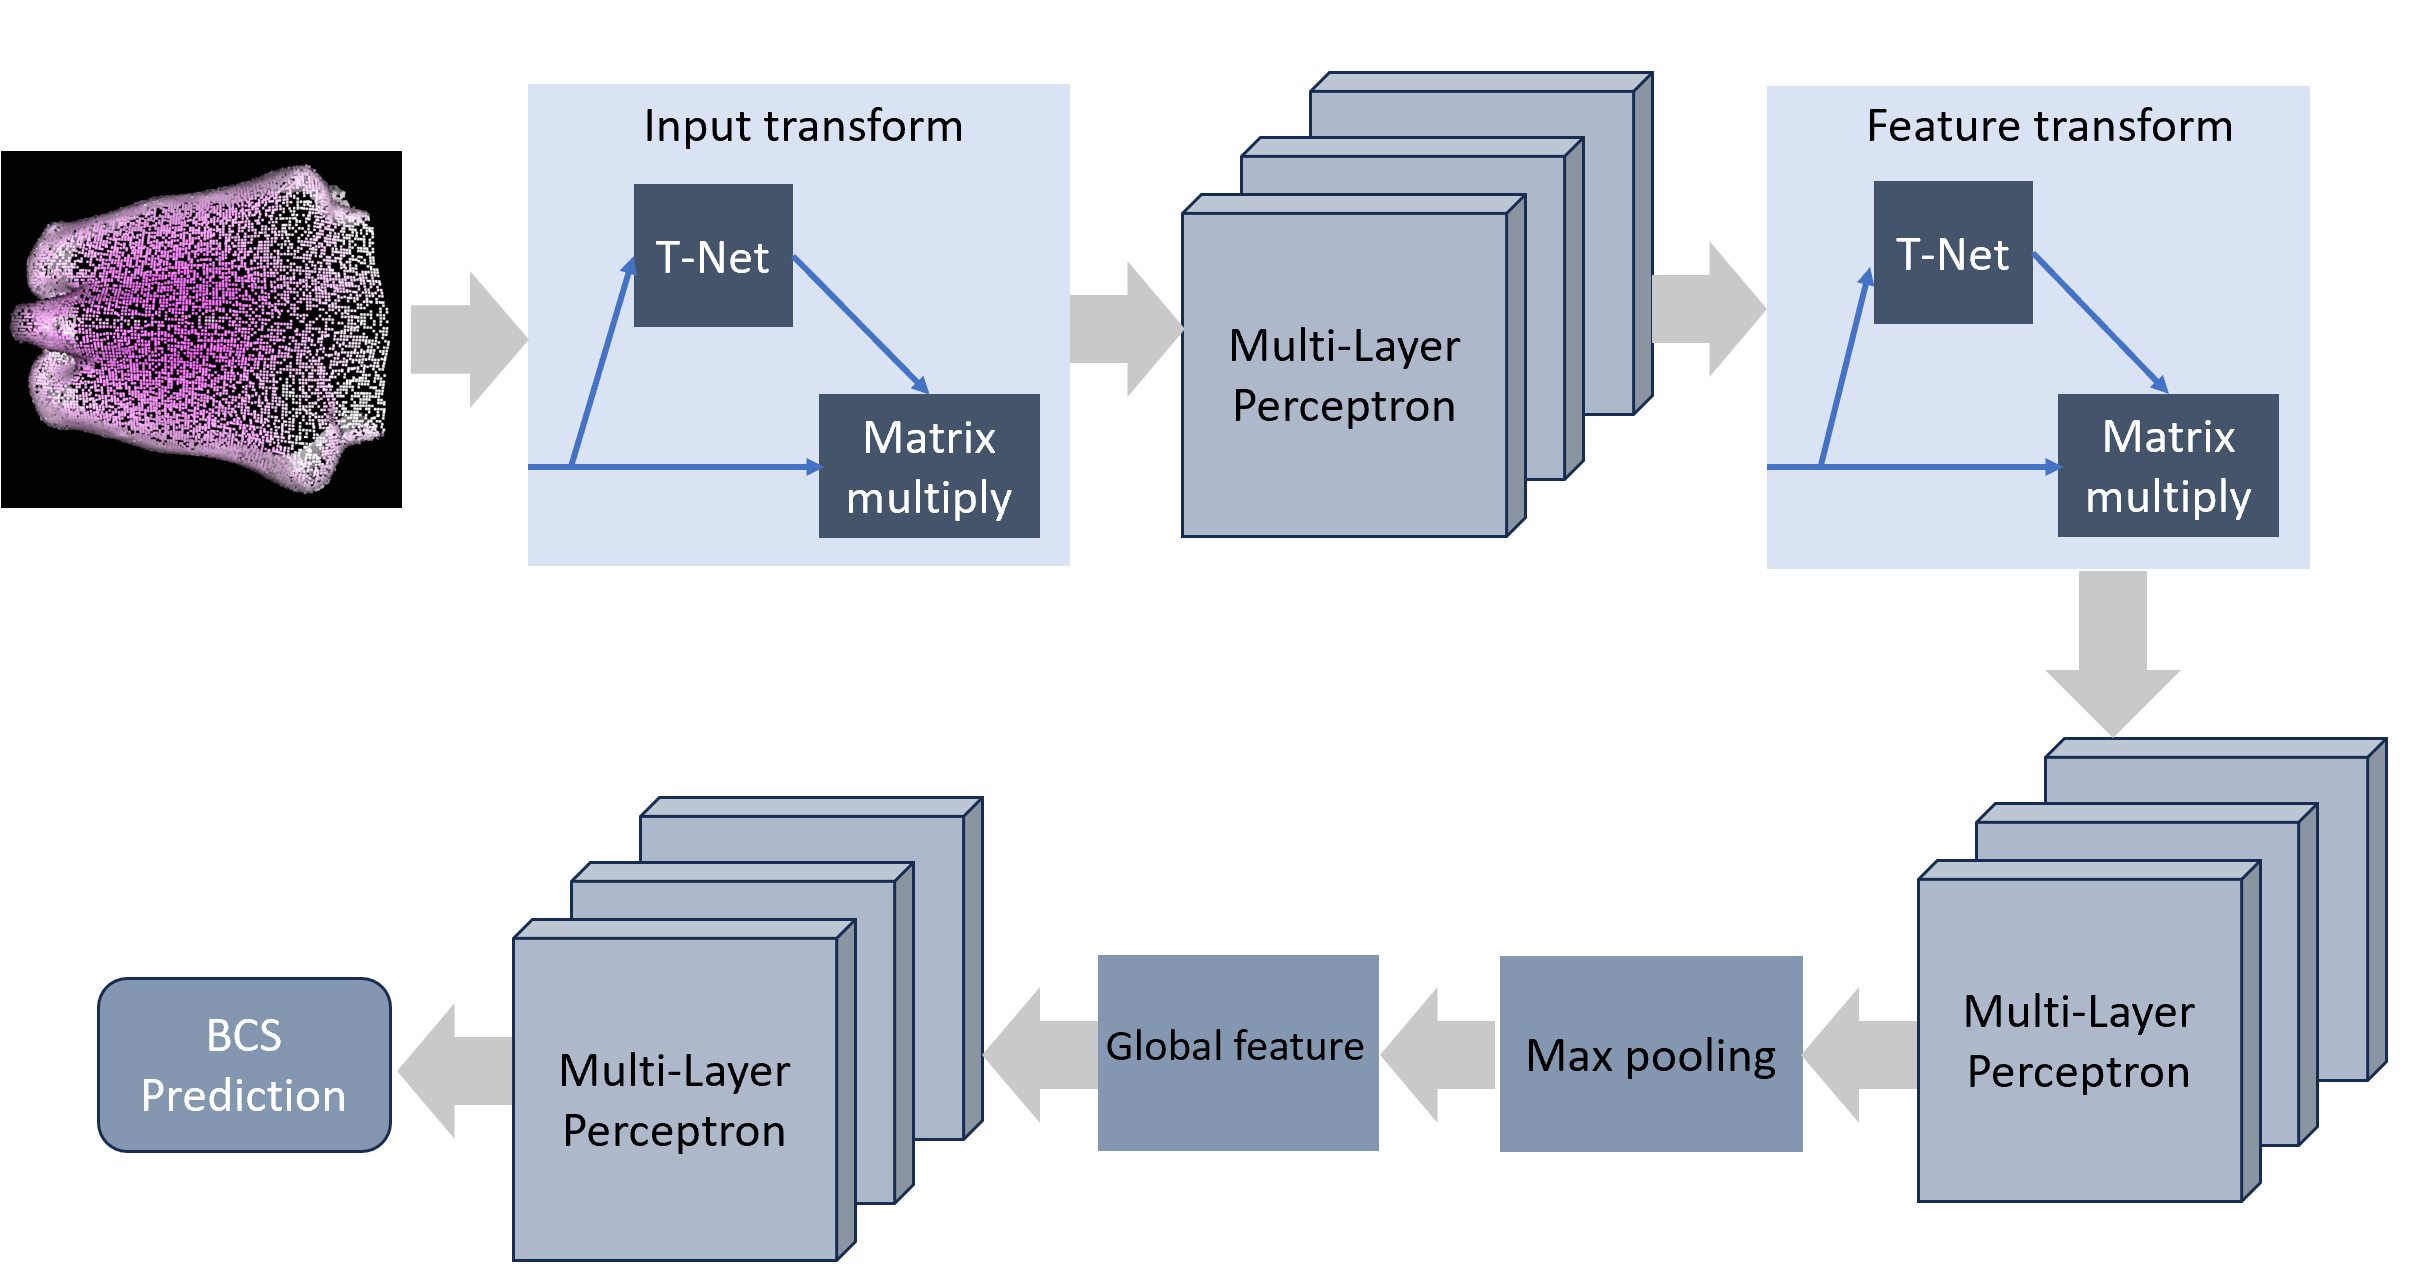 Input transform
T-Net
Matrix
multiply
Multi-Layer
Perceptron
Feature transform
T-Net
Matrix
multiply
Multi-Layer
Perceptron
Max pooling
Global feature
Multi-Layer
Perceptron
BCS
Prediction